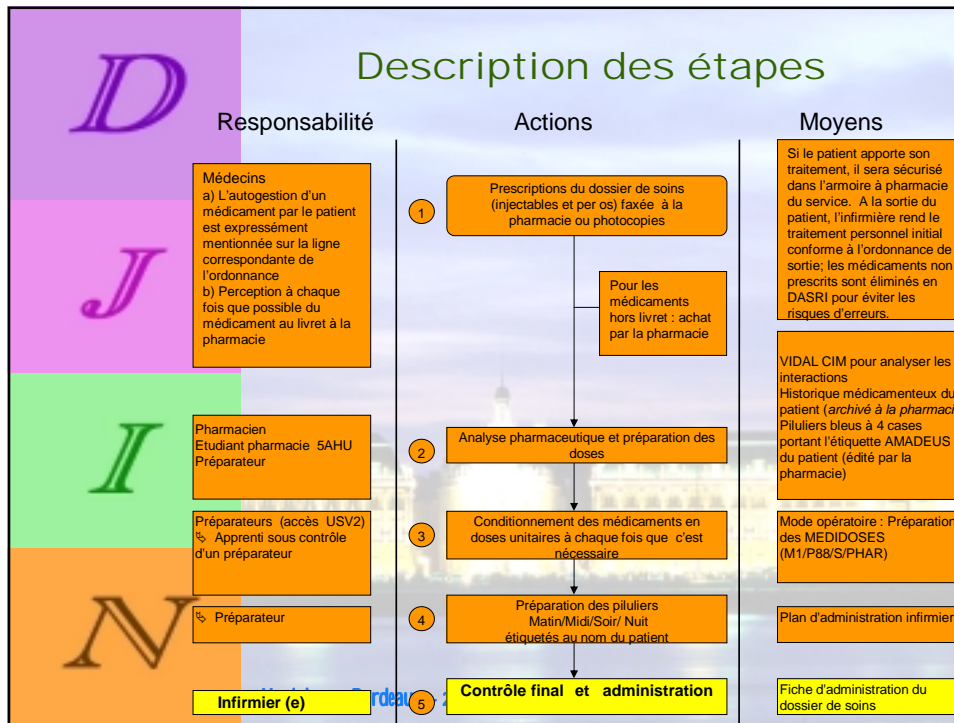 D
J
I
N
Description des étapes
Responsabilité
Actions
Moyens
Médecins
a) L'autogestion d'un
médicament par le patient
est expressément
mentionnée sur la ligne
correspondante de
l'ordonnance
b) Perception à chaque
fois que possible du
médicament au livret à la
pharmacie
1
Prescriptions du dossier de soins
(injectables et per os) faxée à la
pharmacie ou photocopies
Si le patient apporte son
traitement, il sera sécurisé
dans l'armoire à pharmacie
du service. A la sortie du
patient, l'infirmière rend le
traitement personnel initial
conforme à l'ordonnance de
sortie; les médicaments non
prescrits sont éliminés en
DASRI pour éviter les
risques d'erreurs.
Pour les
médicaments
hors livret : achat
par la pharmacie
Pharmacien
Etudiant pharmacie 5AHU
Préparateur
2
Analyse pharmaceutique et préparation des
doses
VIDAL CIM pour analyser les
interactions
Historique médicamenteux du
patient (archivé à la pharmaci
Piluliers bleus à 4 cases
portant l'étiquette AMADEUS
du patient (édité par la
pharmacie)
Préparateurs (accès USV2)
Apprenti sous contrôle
d'un préparateur
3
Conditionnement des médicaments en
doses unitaires à chaque fois que c'est
nécessaire
Mode opératoire : Préparation
des MEDIDOSES
(M1/P88/S/PHAR)
Préparateur
4
Préparation des piluliers
Matin/Midi/Soir/ Nuit
étiquetés au nom du patient
Plan d'administration infirmier
Infirmier (e)
5
Contrôle final et administration
Fiche d'administration du
dossier de soins